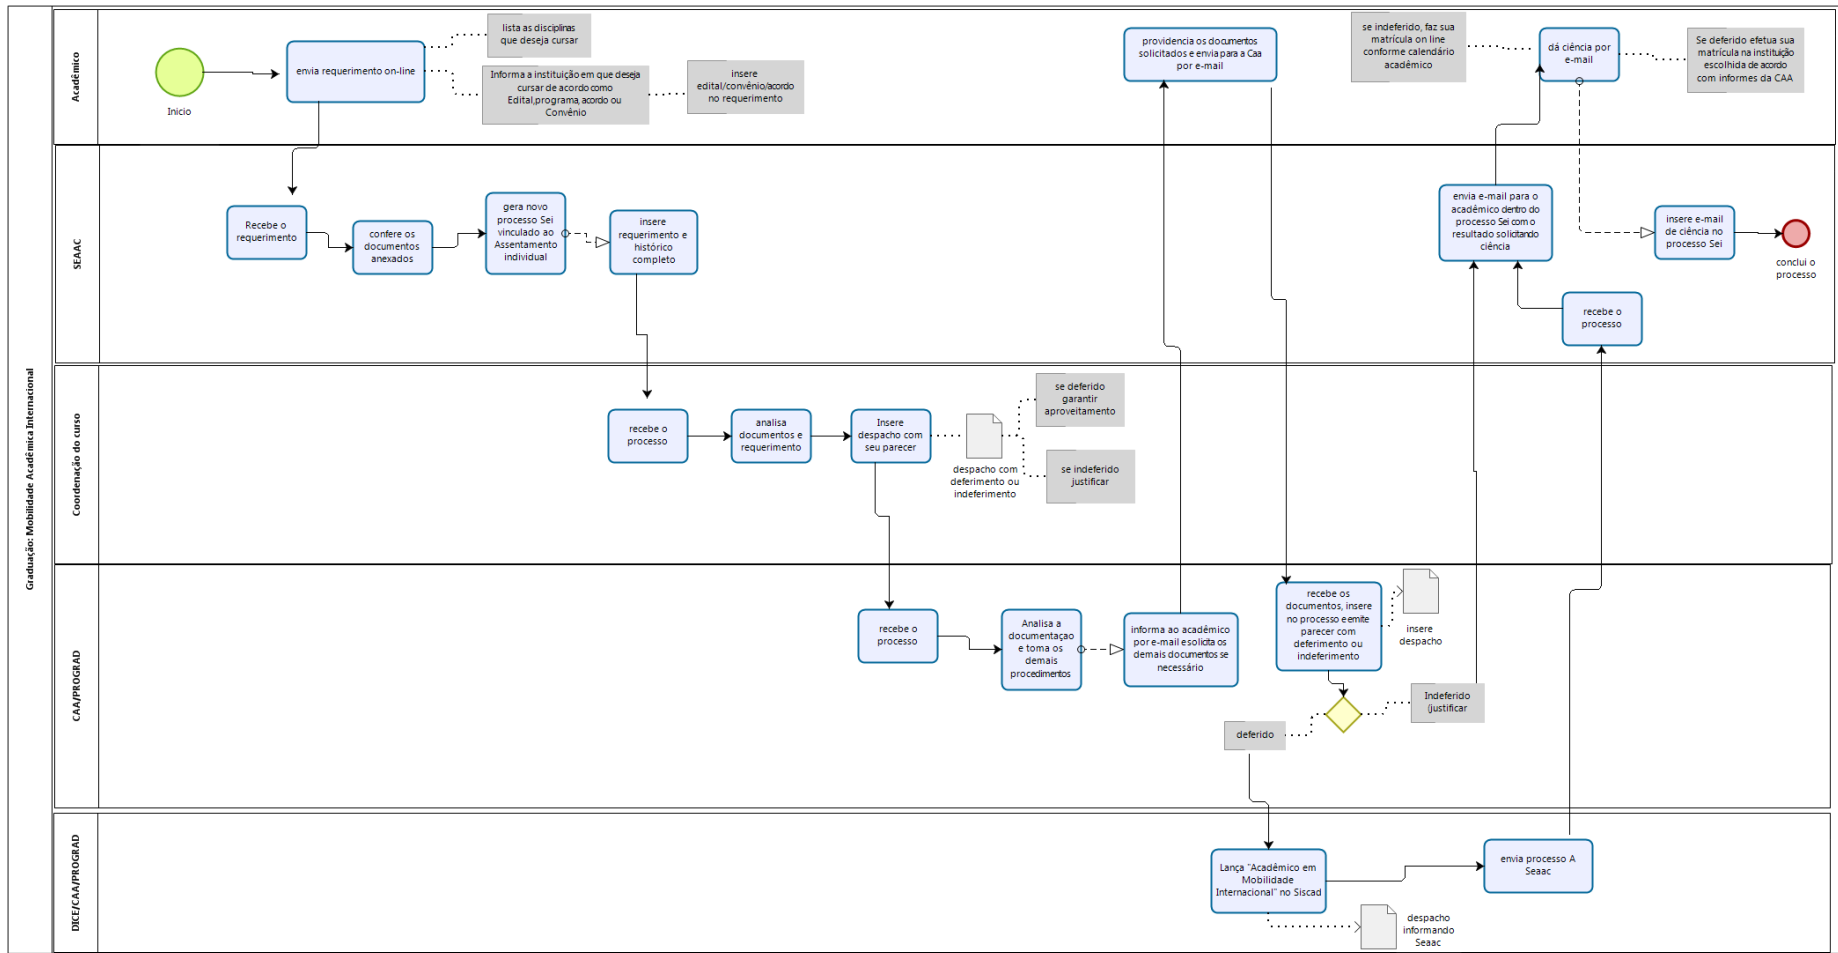 Graduação: Mobilidade Acadêmica Internacional
Acadêmico
Inicio
envia requerimento on-line
lista as disciplinas
que deseja cursar
Informa a instituição em que deseja
cursar de acordo como
Edital,programa, acordo ou
Convênio
insere
edital/convênio/acordo
no requerimento
providencia os documentos
solicitados e envia para a Caa
por e-mail
se indeferido, faz sua
matrícula on line
conforme calendário
acadêmico
dá ciência por
e-mail
Se deferido efetua sua
matrícula na instituição
escolhida de acordo
com informes da CAA
SEAAC
Recebe o
requerimento
confere os
documentos
anexados
gera novo
processo Sei
vinculado ao
Assentamento
individual
insere
requerimento e
histórico
completo
envia e-mail para o
acadêmico dentro do
processo Sei com o
resultado solicitando
ciência
insere e-mail
de ciência no
processo Sei
conclui o
processo
recebe o
processo
Coordenação do curso
recebe o
processo
analisa
documentos e
requerimento
Insere
despacho com
seu parecer
despacho com
deferimento ou
indeferimento
se deferido
garantir
aproveitamento
se indeferido
justificar
CAA/PROGRAD
recebe o
processo
Analisa a
documentaçao
e toma os
demais
procedimentos
informa ao acadêmico
por e-mail e solicita os
demais documentos se
necessário
recebe os
documentos, insere
no processo e emite
parecer com
deferimento ou
indeferimento
insere
despacho
Indeferido
(justificar
deferido
DICE/CAA/PROGRAD
Lança "Acadêmico em
Mobilidade
Internacional" no Siscad
despacho
informando
Seaac
envia processo A
Seaac